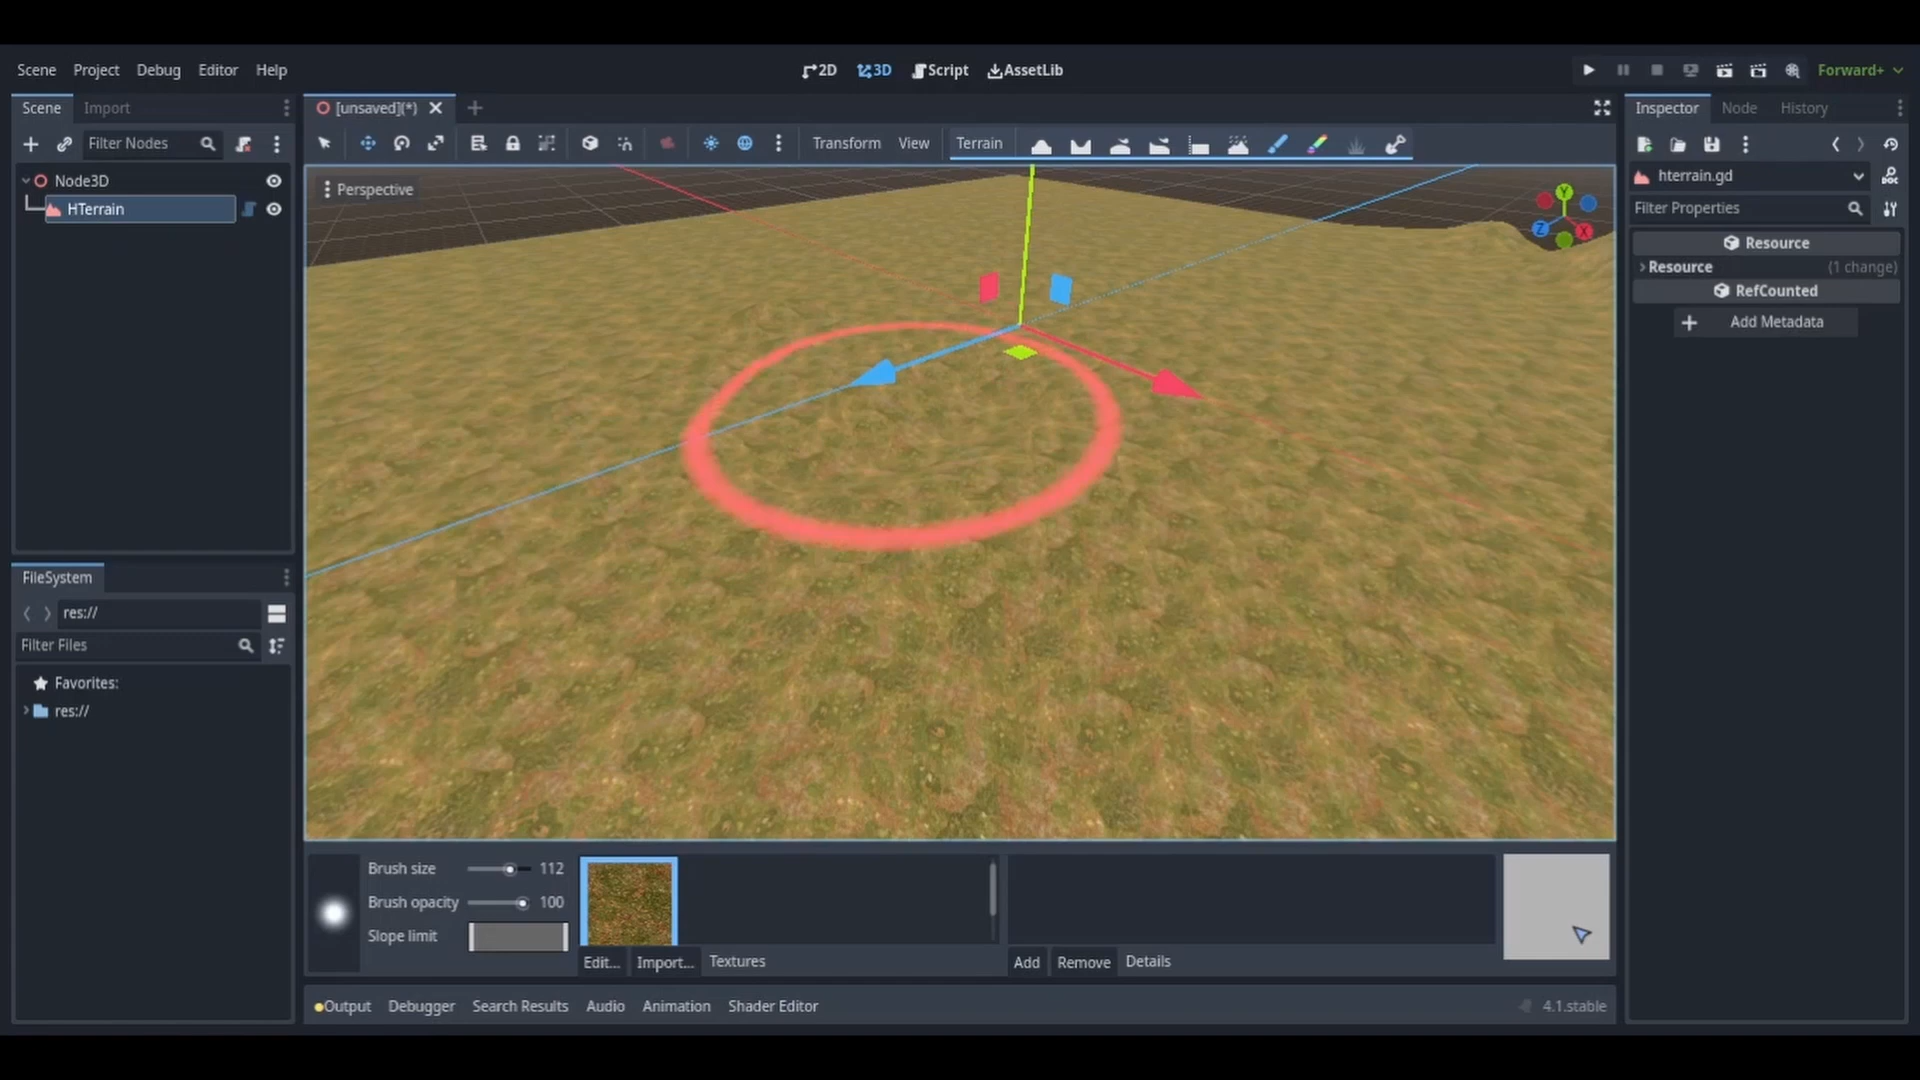 Scene Project Debug Editor Help
2D 3D Script AssetLib
Forward+
Scene Import
[unsaved](*)
Inspector Node History
Filter Nodes
Transform View Terrain
Node3D
HTerrain
Perspective
Y
Z X
hterrain.gd
DOC
Filter Properties
Resource
Resource (1 change)
RefCounted
Add Metadata
FileSystem
res://
Filter Files
Favorites:
res://
Brush size 112
Brush opacity 100
Slope limit
Edit... Import... Textures
Add Remove Details
Output Debugger Search Results Audio Animation Shader Editor
4.1.stable